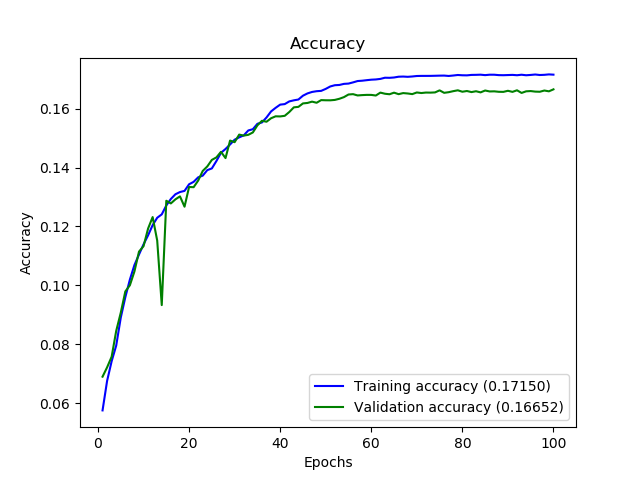 Accuracy
Accuracy
0.16
0.14
0.12
0.10
0.08
0.06
Training accuracy (0.17150)
Validation accuracy (0.16652)
0
20
40
60
80
100
Epochs